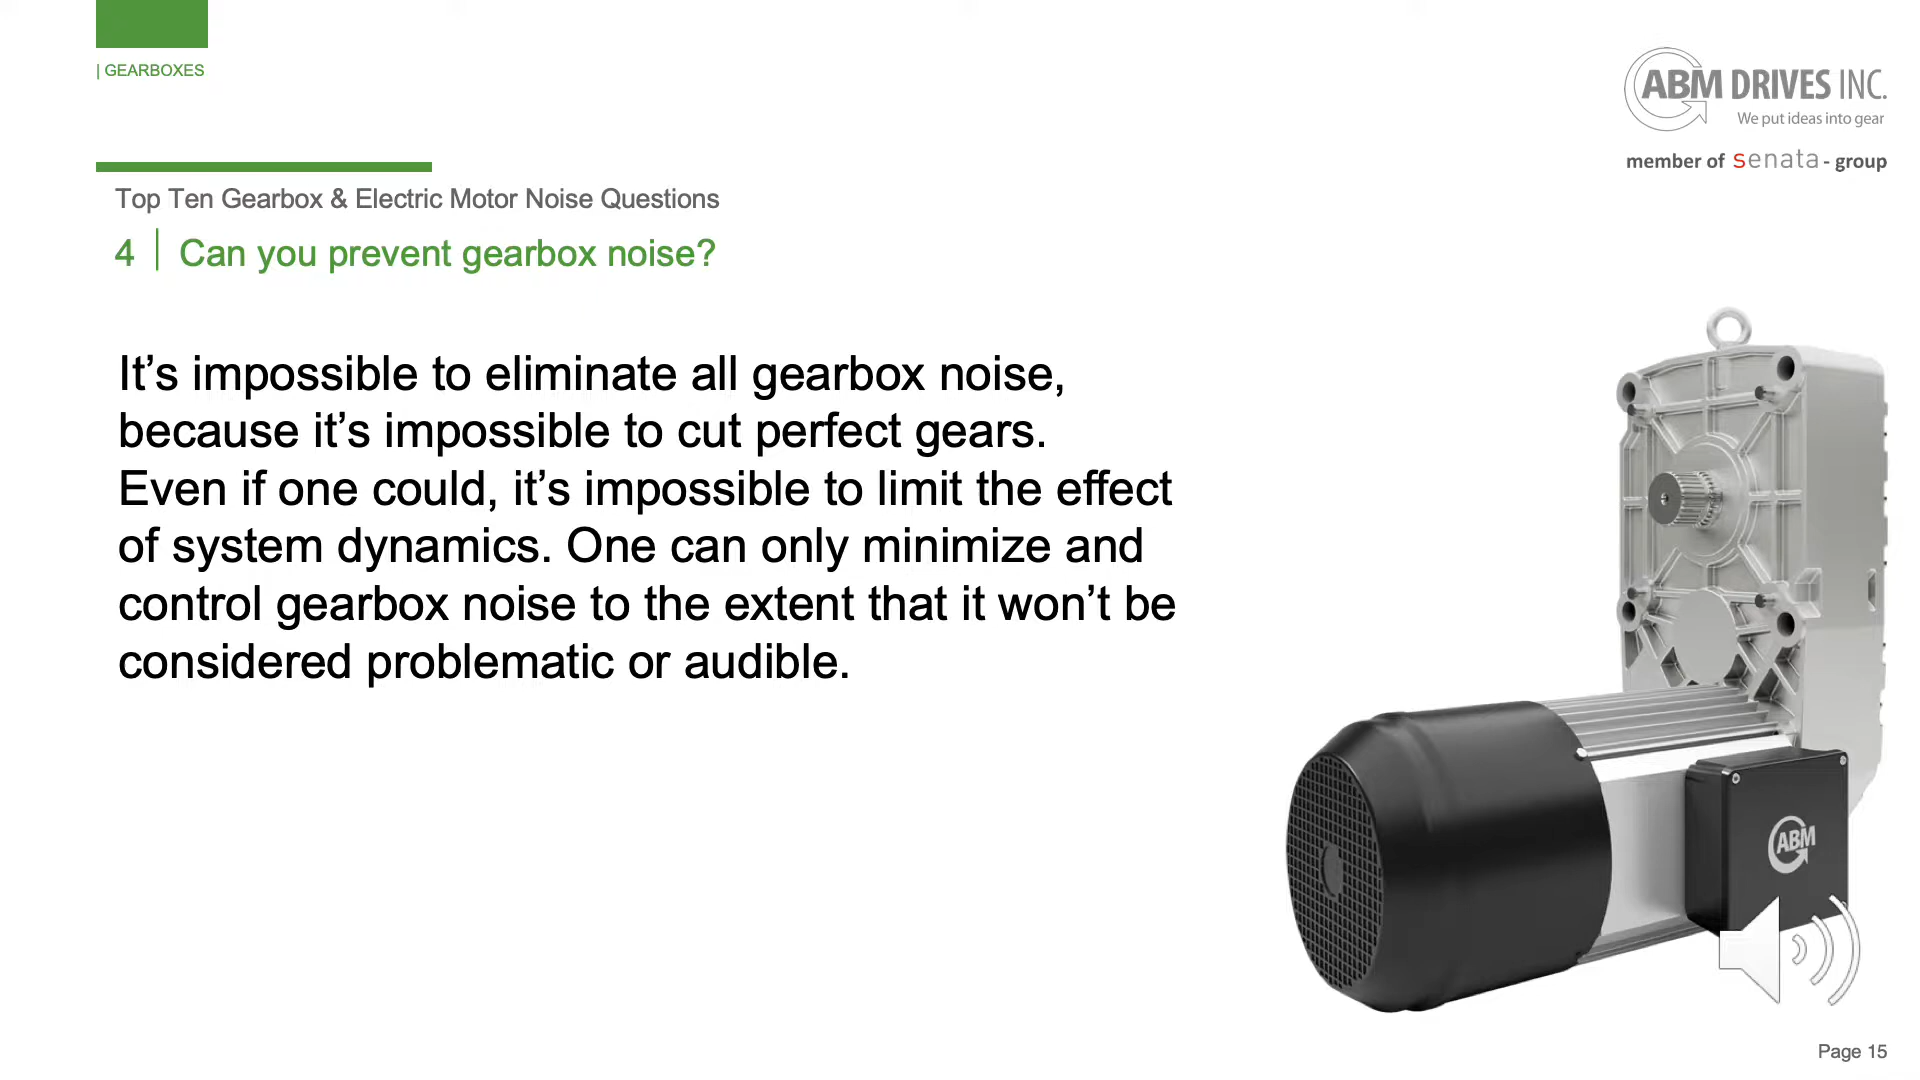 | GEARBOXES
ABM DRIVES INC.
We put ideas into gear
member of senata - group
Top Ten Gearbox & Electric Motor Noise Questions
4 | Can you prevent gearbox noise?
It’s impossible to eliminate all gearbox noise,
because it’s impossible to cut perfect gears.
Even if one could, it’s impossible to limit the effect
of system dynamics. One can only minimize and
control gearbox noise to the extent that it won’t be
considered problematic or audible.
ABM
Page 15